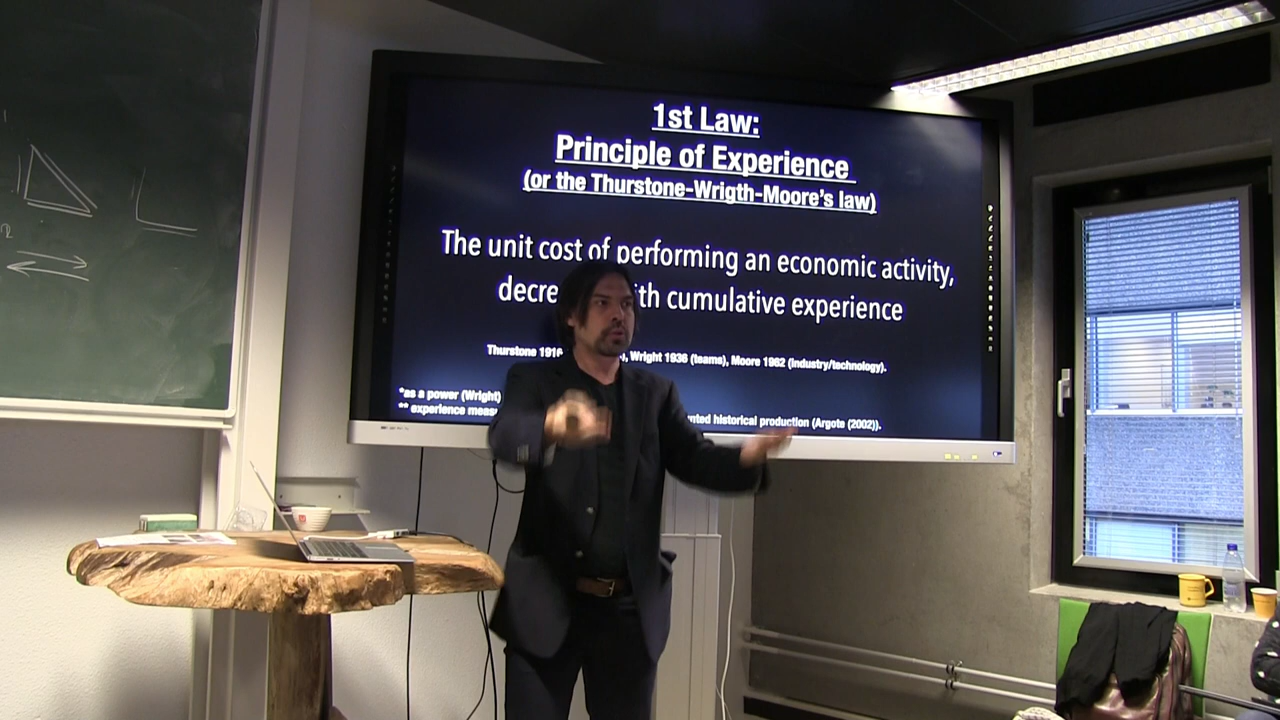 1st Law:
Principle of Experience
(or the Thurstone-Wrigth-Moore's law)
The unit cost of performing an economic activity,
decre th cumulative experience
Thurstone 1916 , Wright 1936 (teams), Moore 1962 (industry/technology).
*as a power (Wright)
** experience meas nted historical production (Argote (2002)).